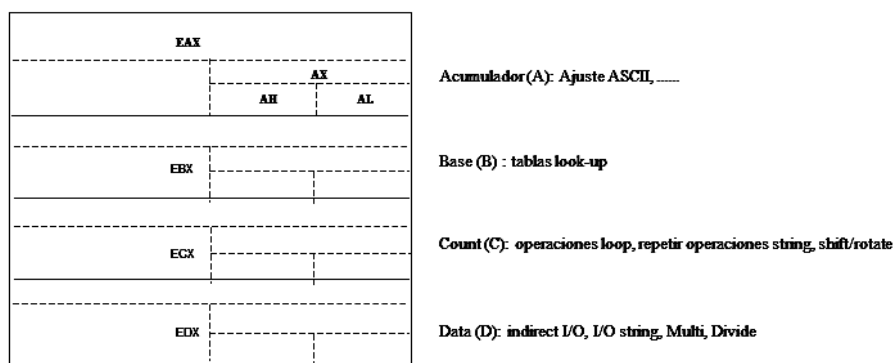 EAX
AX
AH AL
Acumulador (A): Ajuste ASCII, ......
EBX
Base (B) : tablas look-up
ECX
Count (C): operaciones loop, repetir operaciones string, shift/rotate
EDX
Data (D): indirect I/O, I/O string, Multi, Divide